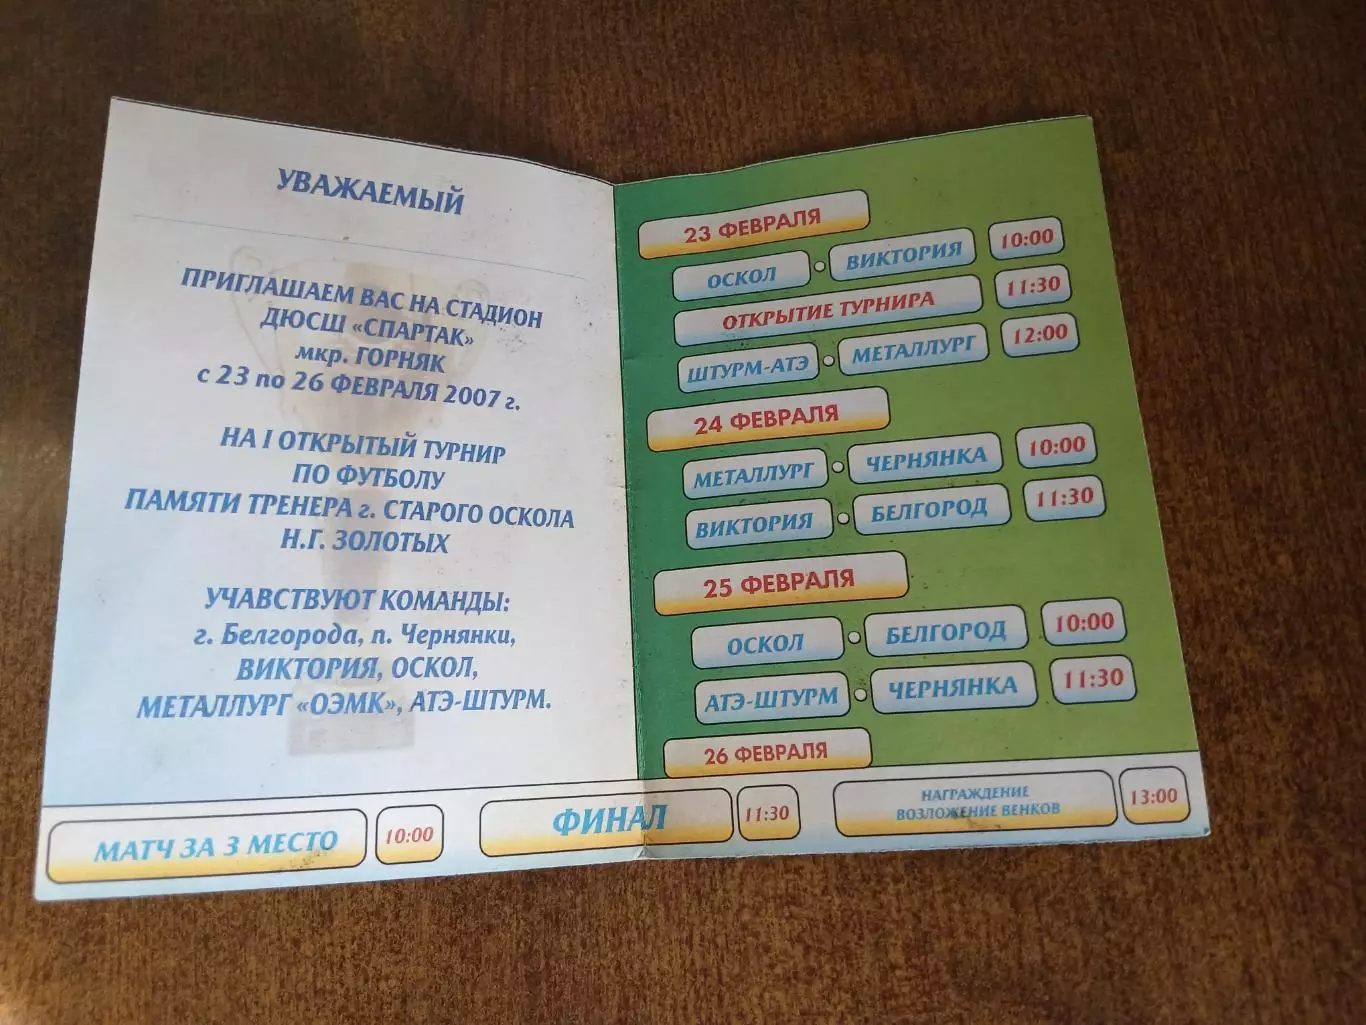 УВАЖАЕМЫЙ
ПРИГЛАШАЕМ ВАС НА СТАДИОН
ДЮСШ «СПАРТАК»
мкр. ГОРНЯК
с 23 по 26 ФЕВРАЛЯ 2007 г.
НА I ОТКРЫТЫЙ ТУРНИР
ПО ФУТБОЛУ
ПАМЯТИ ТРЕНЕРА г. СТАРОГО ОСКОЛА
Н.Г. ЗОЛОТЫХ
УЧАВСТВУЮТ КОМАНДЫ:
г. Белгорода, п. Чернянки,
ВИКТОРИЯ, ОСКОЛ,
МЕТАЛЛУРГ «ОЭМК», АТЭ-ШТУРМ.
23 ФЕВРАЛЯ
ОСКОЛ • ВИКТОРИЯ 10:00
ОТКРЫТИЕ ТУРНИРА 11:30
ШТУРМ-АТЭ • МЕТАЛЛУРГ 12:00
24 ФЕВРАЛЯ
МЕТАЛЛУРГ • ЧЕРНЯНКА 10:00
ВИКТОРИЯ • БЕЛГОРОД 11:30
25 ФЕВРАЛЯ
ОСКОЛ • БЕЛГОРОД 10:00
АТЭ-ШТУРМ • ЧЕРНЯНКА 11:30
26 ФЕВРАЛЯ
МАТЧ ЗА 3 МЕСТО 10:00
ФИНАЛ 11:30
НАГРАЖДЕНИЕ
ВОЗЛОЖЕНИЕ ВЕНКОВ 13:00